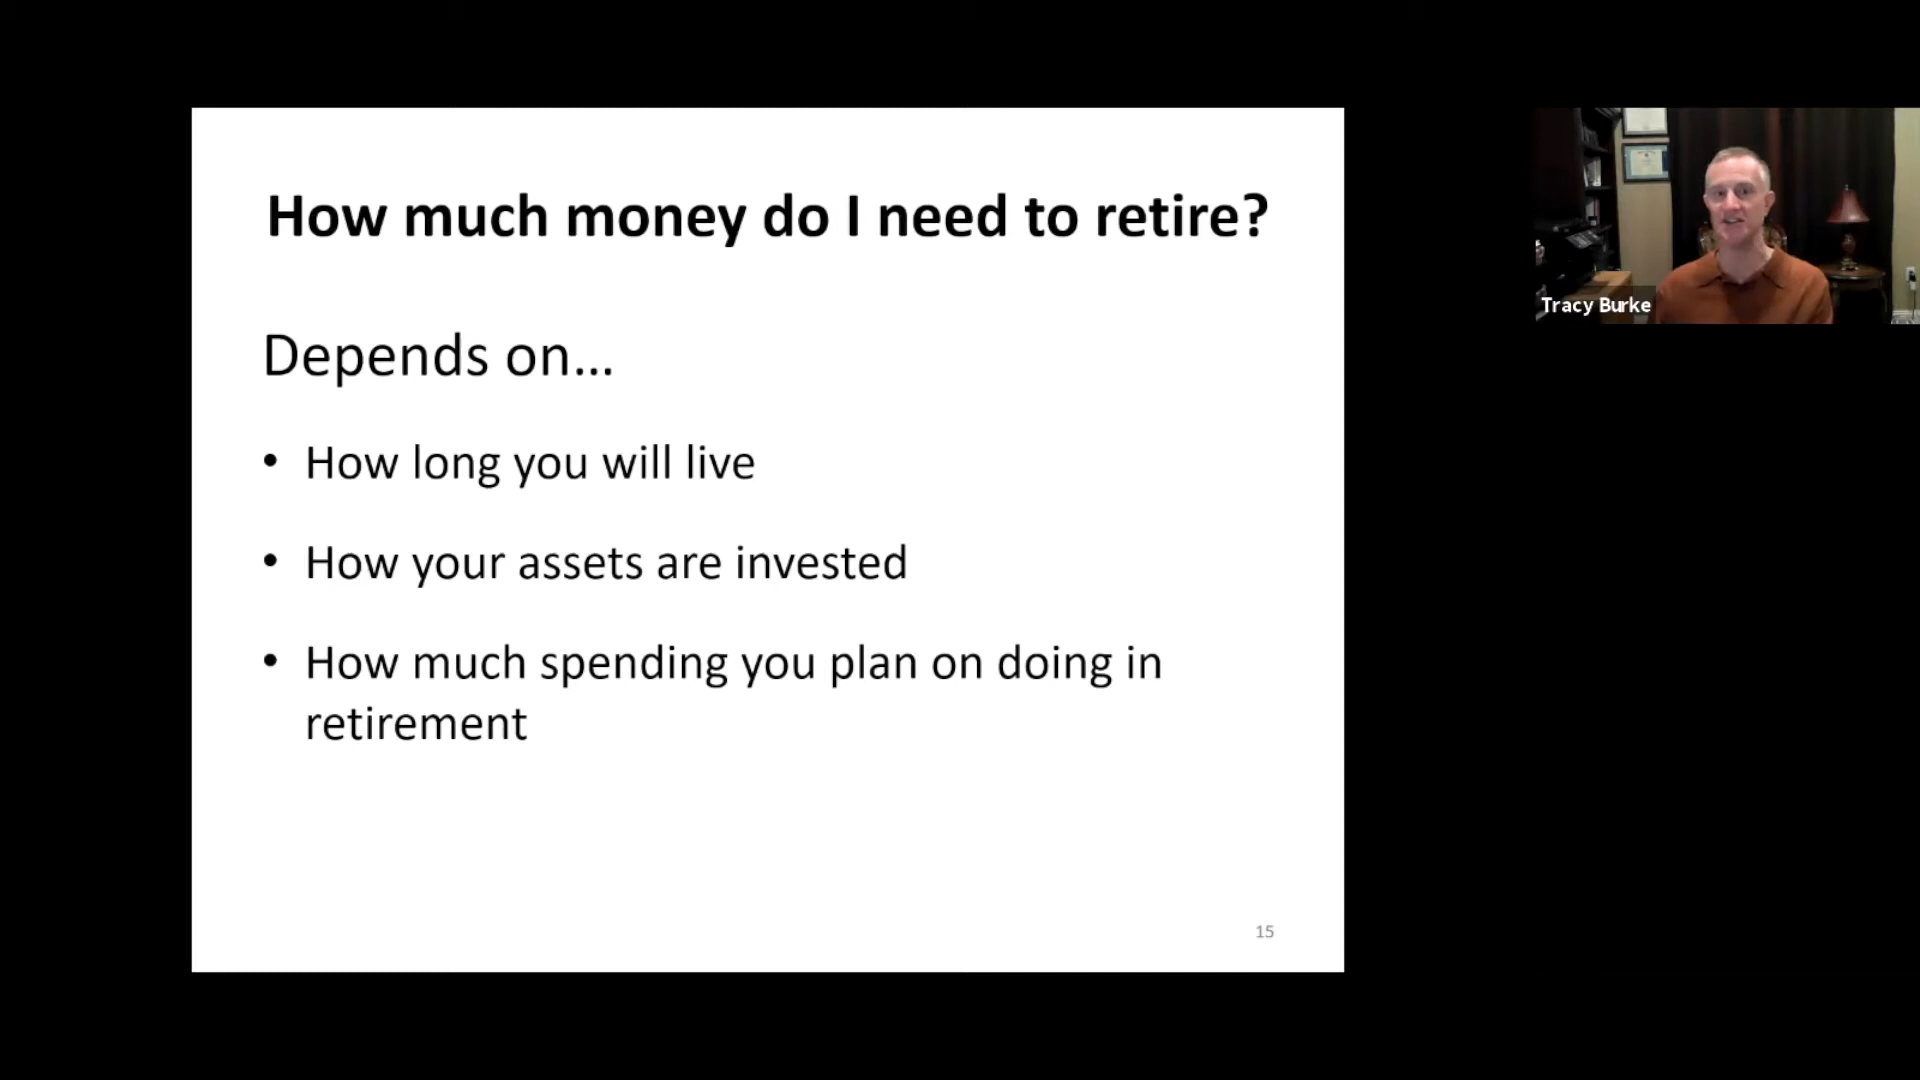 How much money do I need to retire?
Depends on...
• How long you will live
• How your assets are invested
• How much spending you plan on doing in
retirement
15
Tracy Burke